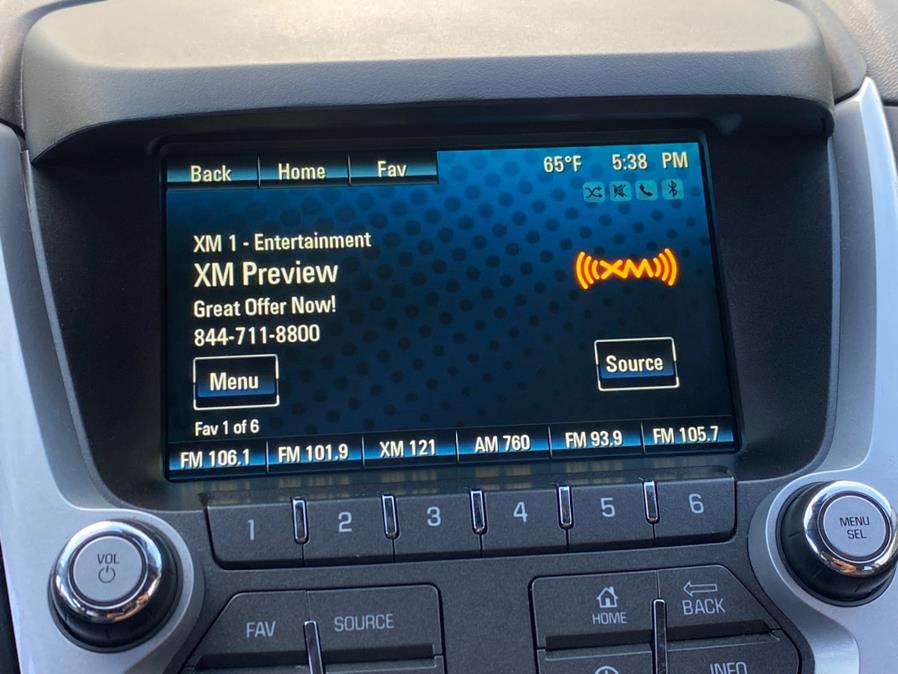 Back Home Fav 65°F 5:38 PM
XM 1 - Entertainment
XM Preview
((XM))
Great Offer Now!
844-711-8800
Menu
Source
Fav 1 of 6
FM 106.1 FM 101.9 XM 121 AM 760 FM 93.9 FM 105.7
1 2 3 4 5 6
VOL
MENU
SEL
FAV SOURCE
HOME
BACK
INFO